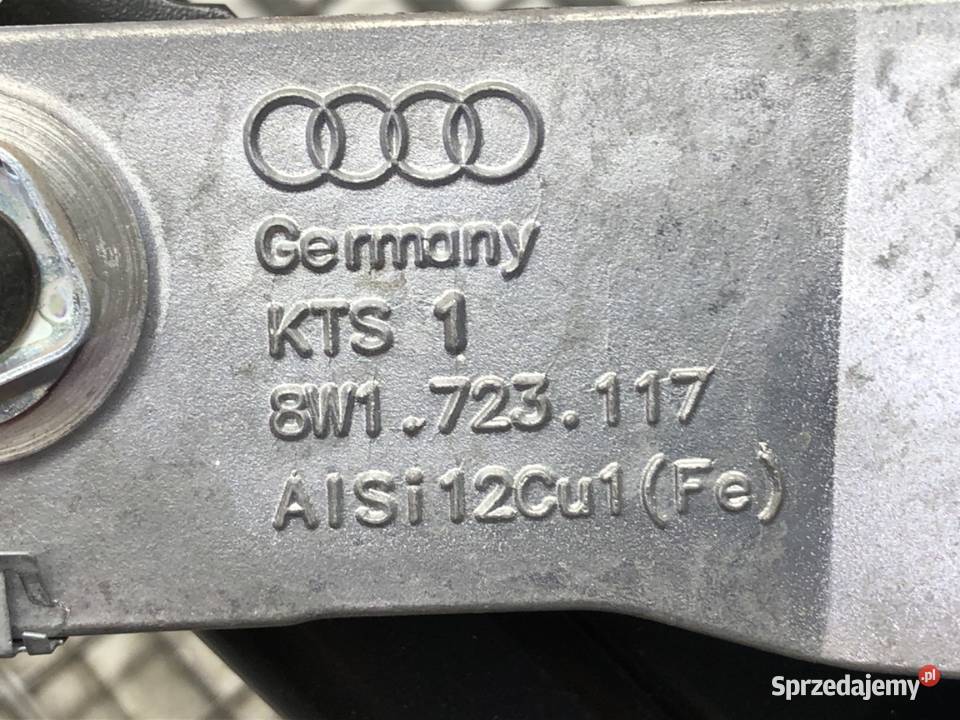 Germany
KTS 1
8W1.723.117
AlSi12Cu1(Fe)
Sprzedajemy.pl